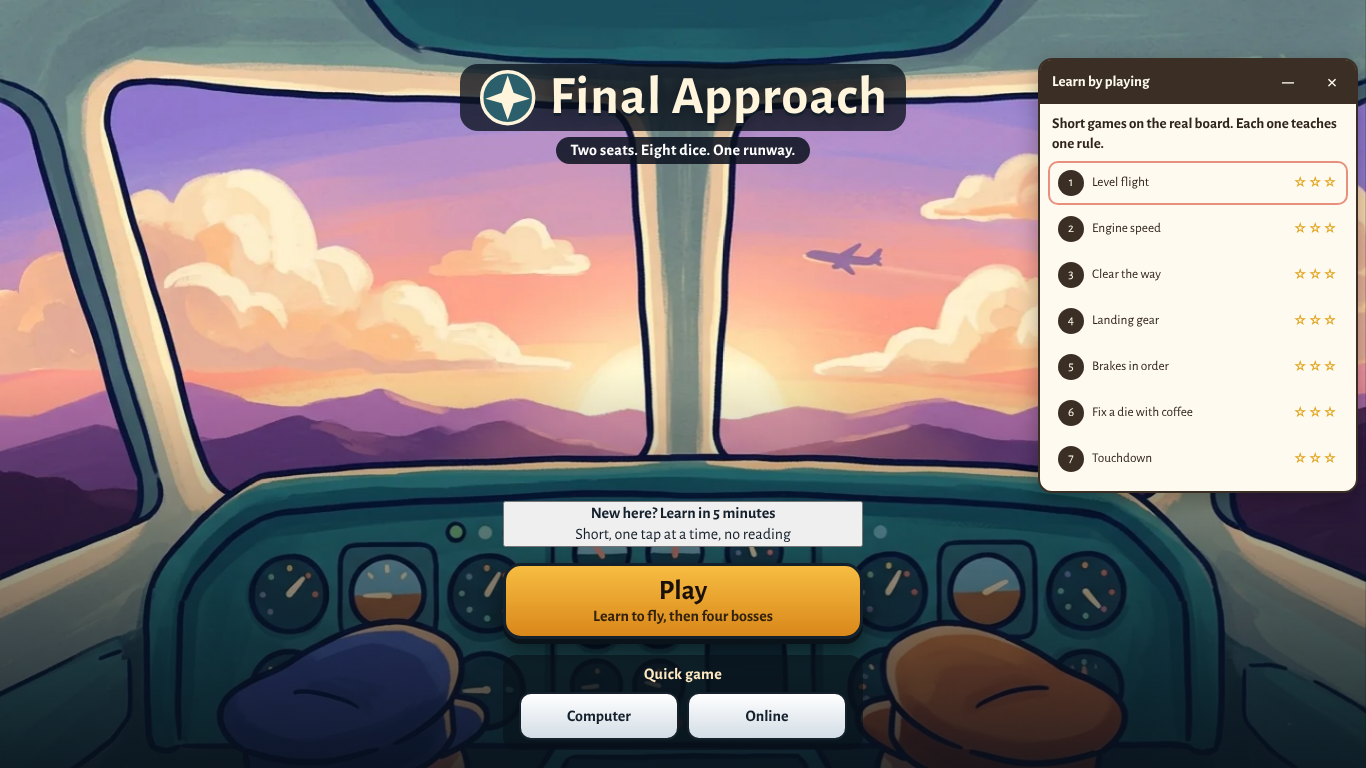 Final Approach
Two seats. Eight dice. One runway.
Learn by playing
Short games on the real board. Each one teaches
one rule.
1 Level flight
2 Engine speed
3 Clear the way
4 Landing gear
5 Brakes in order
6 Fix a die with coffee
7 Touchdown
New here? Learn in 5 minutes
Short, one tap at a time, no reading
Play
Learn to fly, then four bosses
Quick game
Computer
Online